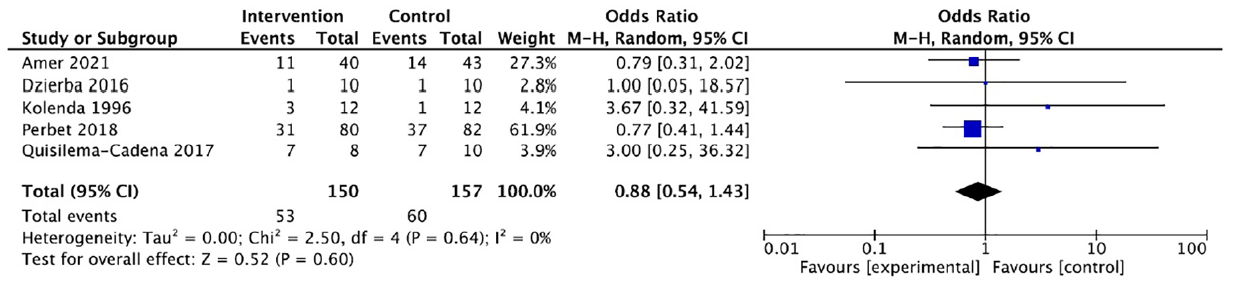 Intervention Control Odds Ratio Odds Ratio
Study or Subgroup Events Total Events Total Weight M-H, Random, 95% CI M-H, Random, 95% CI
Amer 2021 11 40 14 43 27.3% 0.79 [0.31, 2.02]
Dzierba 2016 1 10 1 10 2.8% 1.00 [0.05, 18.57]
Kolenda 1996 3 12 1 12 4.1% 3.67 [0.32, 41.59]
Perbet 2018 31 80 37 82 61.9% 0.77 [0.41, 1.44]
Quisilema-Cadena 2017 7 8 7 10 3.9% 3.00 [0.25, 36.32]
Total (95% CI) 150 157 100.0% 0.88 [0.54, 1.43]
Total events 53 60
Heterogeneity: Tau² = 0.00; Chi² = 2.50, df = 4 (P = 0.64); I² = 0%
Test for overall effect: Z = 0.52 (P = 0.60)
0.01 0.1 1 10 100
Favours [experimental] Favours [control]